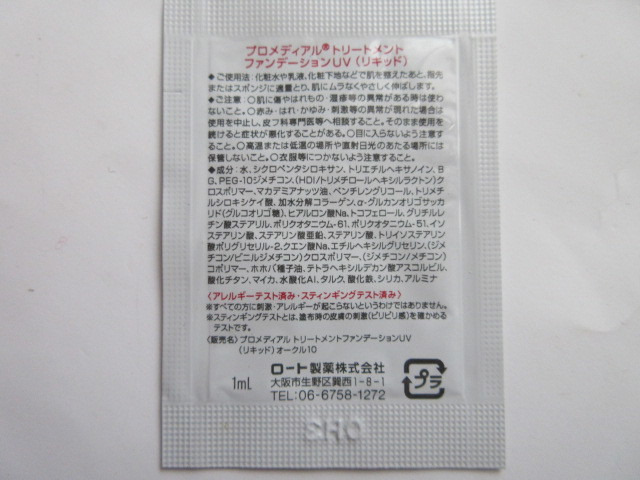 プロメディアル®トリートメント
ファンデーションUV（リキッド）
◆ご使用法：化粧水や乳液、化粧下地などで肌を整えたあと、指先
またはスポンジに適量とり、肌にムラなくやさしく伸ばします。
◆ご注意：○肌に傷やはれもの・湿疹等の異常がある時は使わ
ないこと。○赤み・はれ・かゆみ・刺激等の異常が現れた場合は
使用を中止し、皮フ科専門医等へ相談すること。そのまま使用を
続けると症状が悪化することがある。○目に入らないよう注意す
ること。○高温または低温の場所や直射日光のあたる場所には
保管しないこと。○衣服等につかないよう注意すること。
◆成分：水、シクロペンタシロキサン、トリエチルヘキサノイン、B
G、PEG-10ジメチコン、（HDI/トリメチロールヘキシルラクトン）ク
ロスポリマー、マカデミアナッツ油、ペンチレングリコール、トリメチ
ルシロキシケイ酸、加水分解コラーゲン、α-グルカンオリゴサッカ
リド（グルコオリゴ糖）、ヒアルロン酸Na、トコフェロール、グリチルレ
チン酸ステアリル、ポリクオタニウム-61、ポリクオタニウム-51、イソ
ステアリン酸、ステアリン酸亜鉛、ステアリン酸、トリイソステアリン
酸ポリグリセリル-2、クエン酸Na、エチルヘキシルグリセリン、（ジメ
チコン/ビニルジメチコン）クロスポリマー、（ジメチコン/メチコン）
コポリマー、ホホバ種子油、テトラヘキシルデカン酸アスコルビル、
酸化チタン、マイカ、水酸化Al、タルク、酸化鉄、シリカ、アルミナ
〈アレルギーテスト済み・スティンギングテスト済み〉
※すべての方に刺激・アレルギーが起こらないというわけではありません。
※スティンギングテストとは、塗布時の皮膚の刺激（ピリピリ感）を確かめる
テストです。
〈販売名〉プロメディアル トリートメントファンデーションUV
（リキッド）オークル10
ロート製薬株式会社
1mL 大阪市生野区巽西1-8-1
TEL:06-6758-1272
プラ